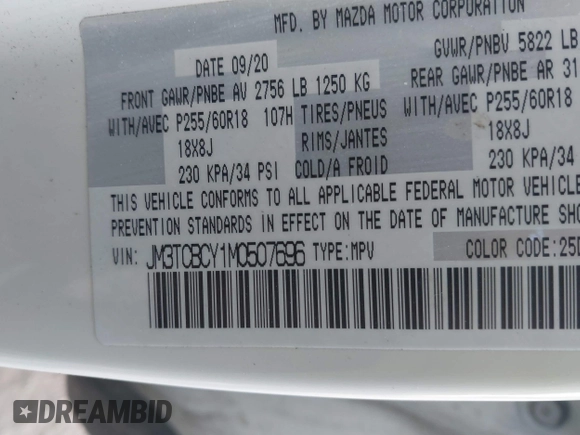 MFD. BY MAZDA MOTOR CORPORATION
DATE 09/20
GVWR/PNBV 5822 LB
FRONT GAWR/PNBE AV 2756 LB 1250 KG
REAR GAWR/PNBE AR 31
WITH/AVEC P255/60R18 107H TIRES/PNEUS WITH/AVEC P255/60R18
18X8J RIMS/JANTES 18X8J
230 KPA/34 PSI COLD/A FROID 230 KPA/34
THIS VEHICLE CONFORMS TO ALL APPLICABLE FEDERAL MOTOR VEHICLE
PREVENTION STANDARDS IN EFFECT ON THE DATE OF MANUFACTURE SHO
VIN: JM3TCBCY1M0507696 TYPE:MPV COLOR CODE:25D
DREAMBID